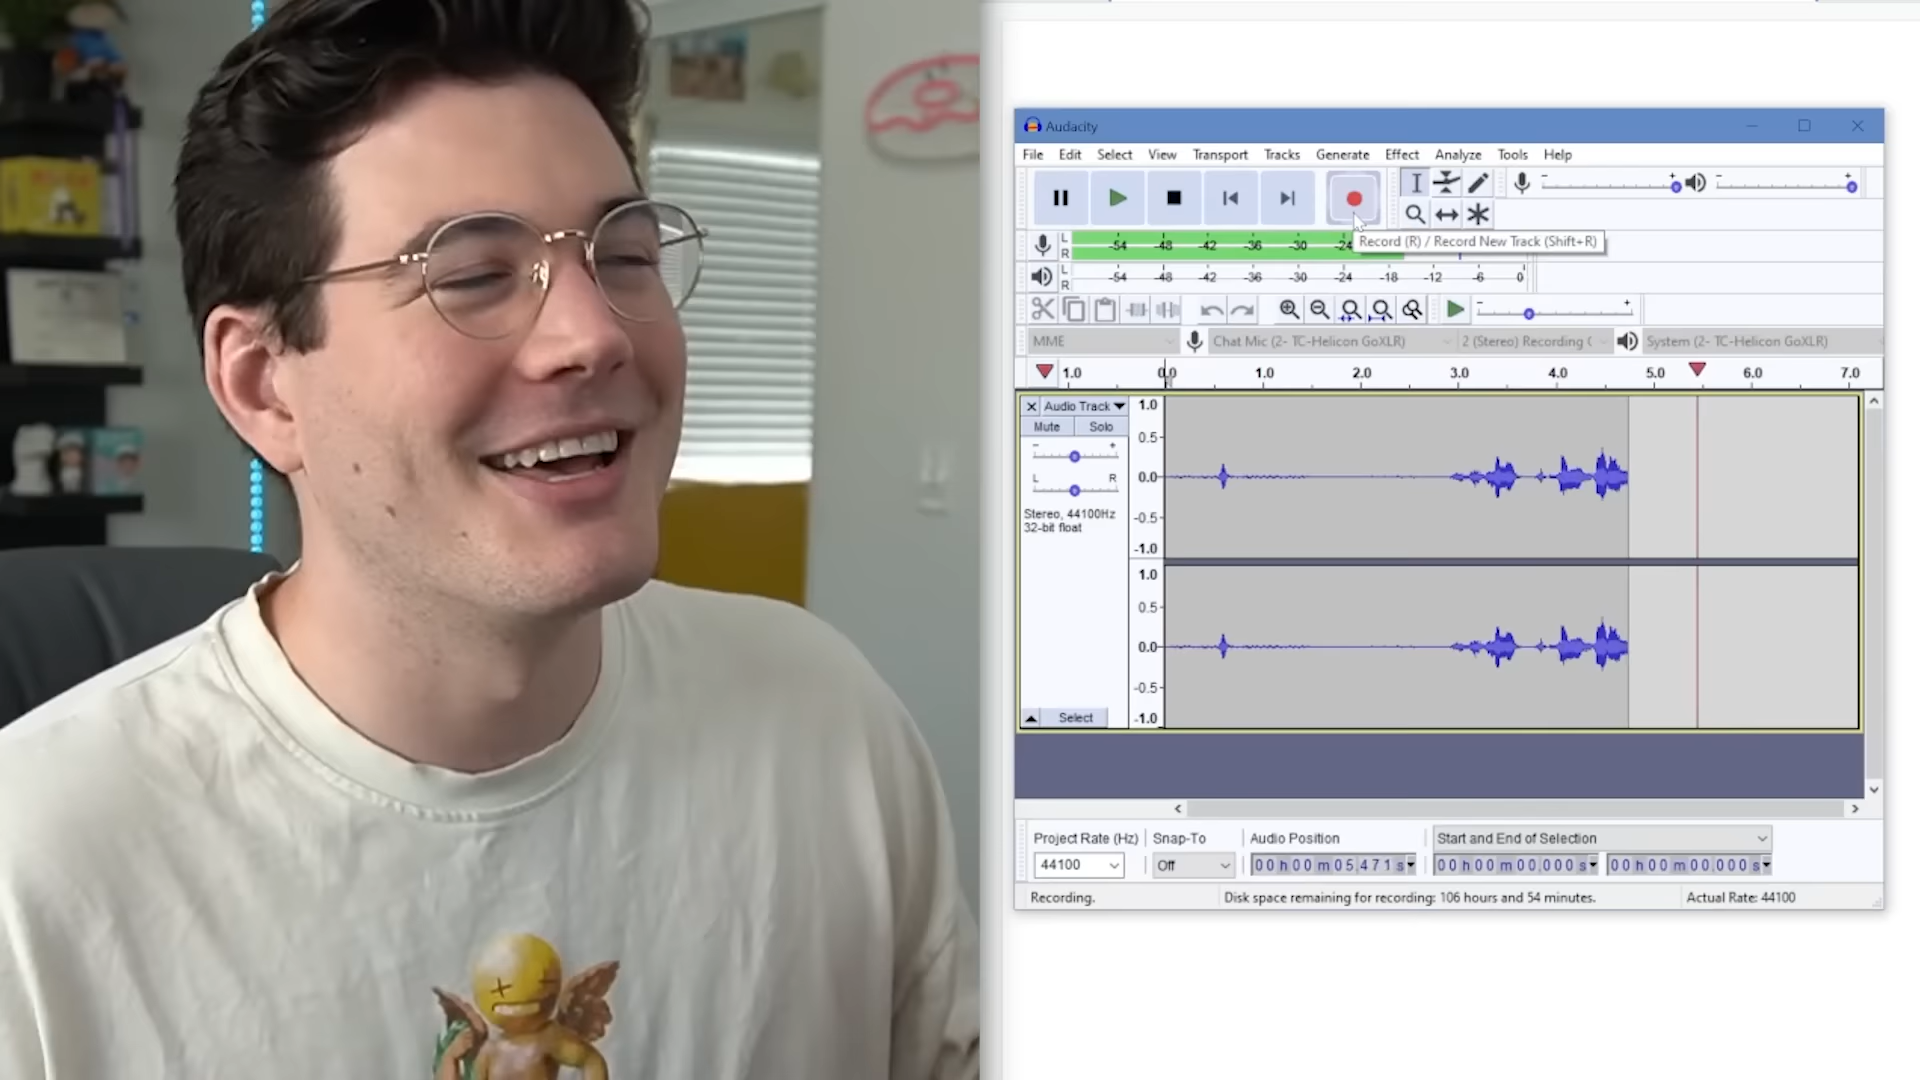 Audacity
File Edit Select View Transport Tracks Generate Effect Analyze Tools Help
Record (R) / Record New Track (Shift+R)
L
R
-54 -48 -42 -36 -30 -24
L
R
-54 -48 -42 -36 -30 -24 -18 -12 -6 0
MME
Chat Mic (2- TC-Helicon GoXLR)
2 (Stereo) Recording C
System (2- TC-Helicon GoXLR)
1.0 0.0 1.0 2.0 3.0 4.0 5.0 6.0 7.0
Audio Track
Mute Solo
L R
Stereo, 44100Hz
32-bit float
Select
1.0
0.5
0.0
-0.5
-1.0
1.0
0.5
0.0
-0.5
-1.0
Project Rate (Hz) Snap-To Audio Position Start and End of Selection
44100 Off 00 h 00 m 05.471 s 00 h 00 m 00.000 s 00 h 00 m 00.000 s
Recording. Disk space remaining for recording: 106 hours and 54 minutes. Actual Rate: 44100